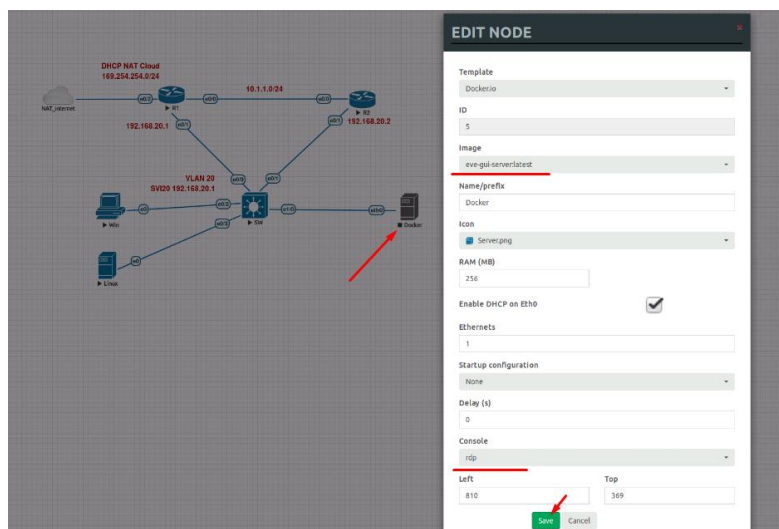 DHCP NAT Cloud
169.254.254.0/24
NAT_internet
e0/2
R1
e0/0
10.1.1.0/24
e0/0
R2
192.168.20.1
e0/1
e0/1
192.168.20.2
VLAN 20
SVI20 192.168.20.1
e0/0
e0/1
Win
e0
e0/2
SW
e1/0
eth0
Docker
e0/3
e0
Linux
EDIT NODE
Template
Docker.io
ID
5
Image
eve-gui-server:latest
Name/prefix
Docker
Icon
Server.png
RAM (MB)
256
Enable DHCP on Eth0
Ethernets
1
Startup configuration
None
Delay (s)
0
Console
rdp
Left
Top
810
369
Save
Cancel